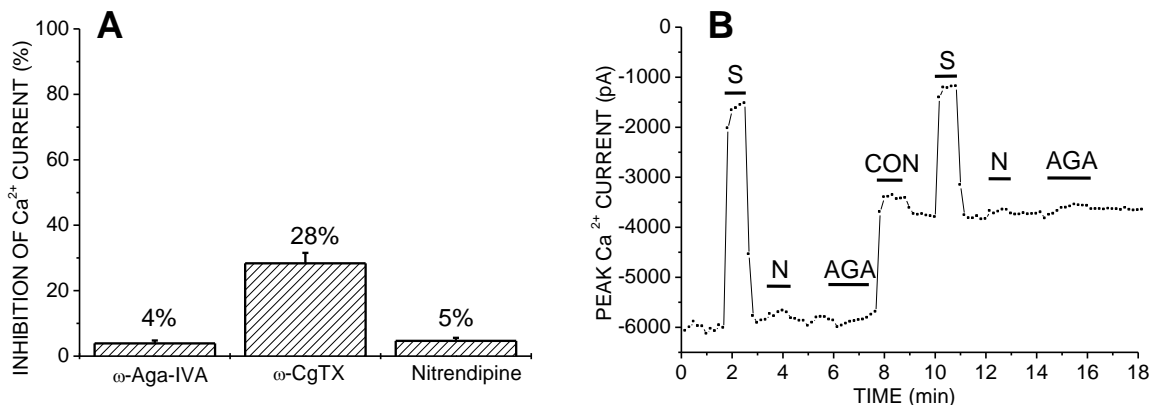 A
INHIBITION OF Ca²⁺ CURRENT (%)
100
80
60
40
20
0
4%
28%
5%
ω-Aga-IVA
ω-CgTX
Nitrendipine
B
PEAK Ca ²⁺ CURRENT (pA)
0
-1000
-2000
-3000
-4000
-5000
-6000
S
N
AGA
CON
S
N
AGA
0 2 4 6 8 10 12 14 16 18
TIME (min)